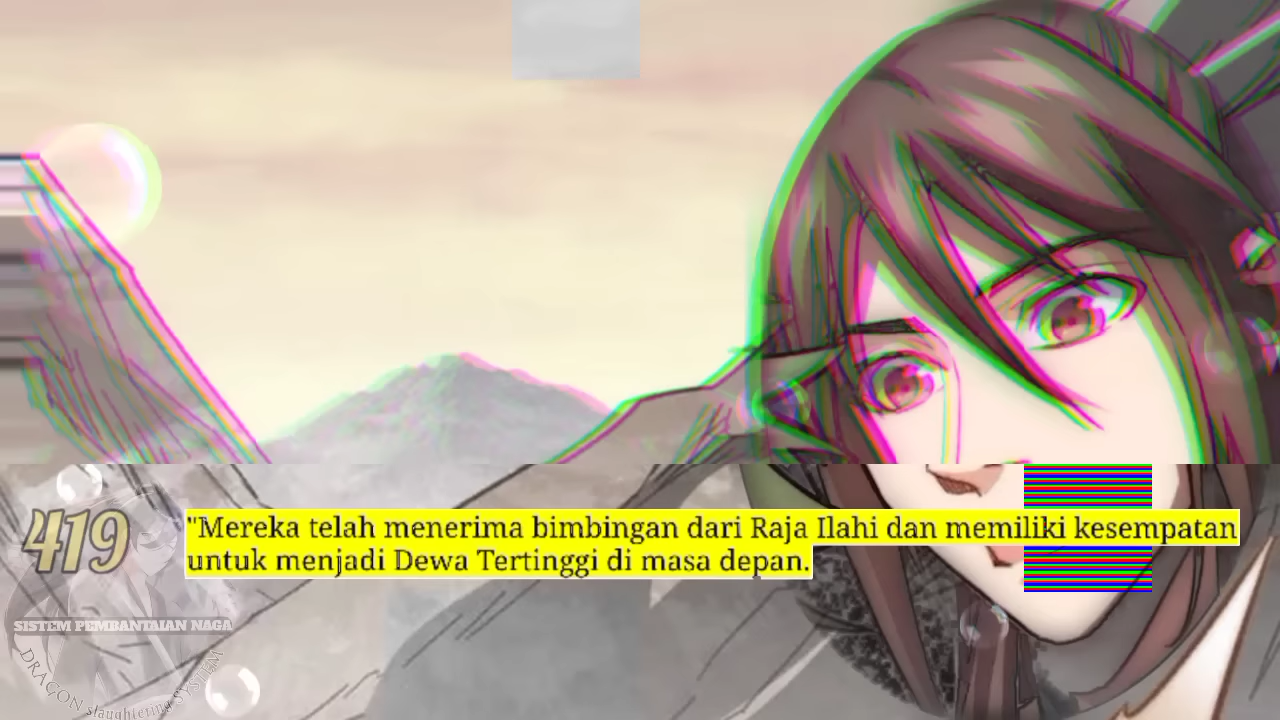 419
"Mereka telah menerima bimbingan dari Raja Ilahi dan memiliki kesempatan
untuk menjadi Dewa Tertinggi di masa depan.
SISTEM PEMBANTAIAN NAGA
DRAGON slaughtering SYSTEM